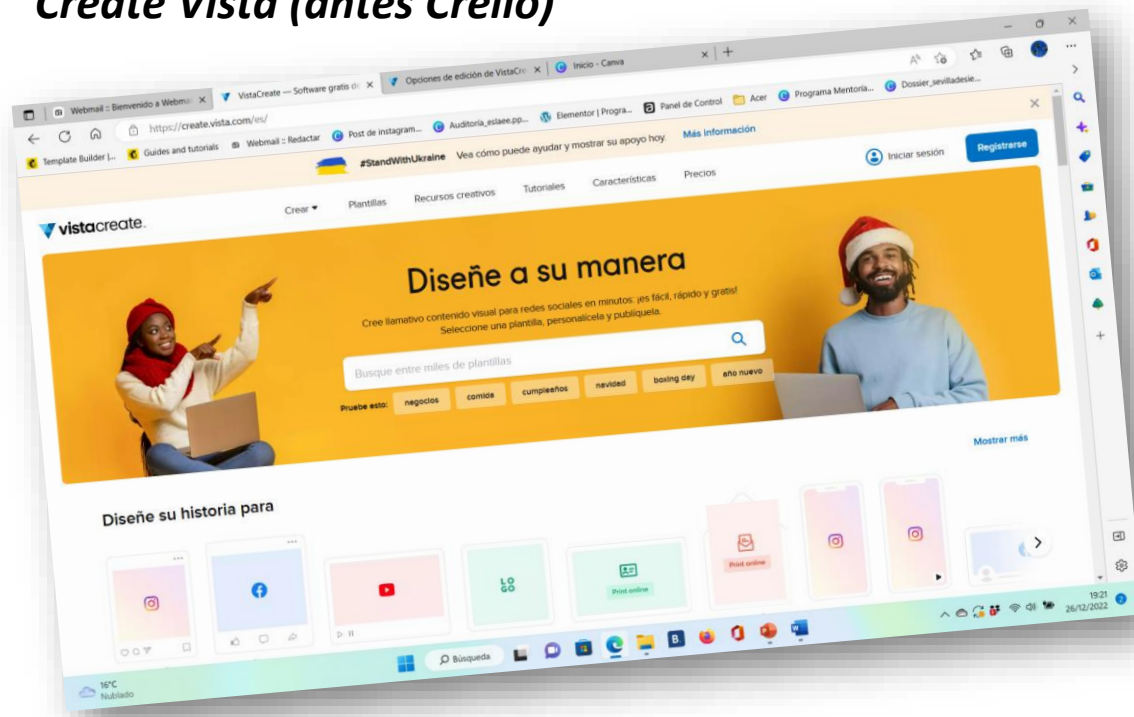 Create Vista (antes Crello)
Webmail :: Bienvenido a Webma
VistaCreate — Software gratis de
Opciones de edición de VistaCre
Inicio - Canva
https://create.vista.com/es/
Template Builder |...
Guides and tutorials
Webmail :: Redactar
Post de instagram...
Auditoría_eslaee.pp...
Elementor | Progra...
Panel de Control
Acer
Programa Mentoria...
Dossier_sevilladesie...
#StandWithUkraine Vea cómo puede ayudar y mostrar su apoyo hoy. Más información
vistacreate.
Crear
Plantillas
Recursos creativos
Tutoriales
Características
Precios
Iniciar sesión
Registrarse
Diseñe a su manera
Cree llamativo contenido visual para redes sociales en minutos: ¡es fácil, rápido y gratis!
Seleccione una plantilla, personalícela y publíquela.
Busque entre miles de plantillas
Pruebe esto: negocios comida cumpleaños navidad boxing day año nuevo
Mostrar más
Diseñe su historia para
LO
GO
Print online
Print online
16°C
Nublado
Búsqueda
19:21
26/12/2022
2